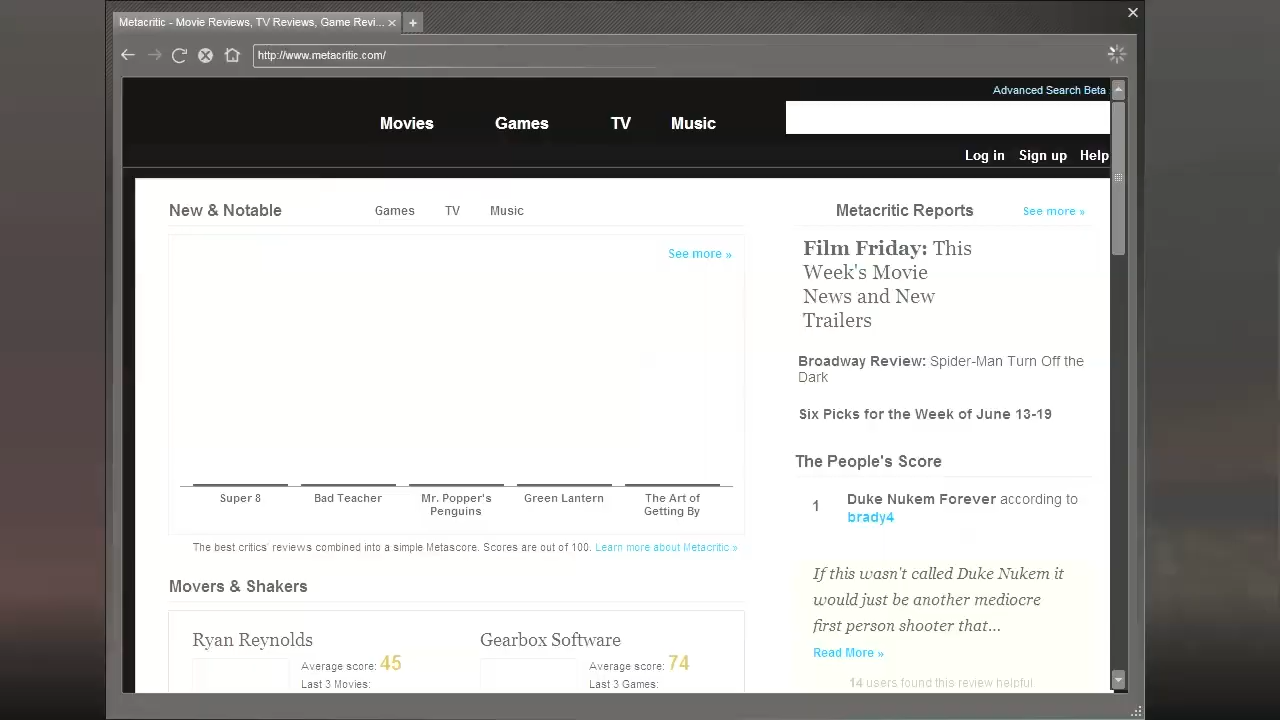 Metacritic - Movie Reviews, TV Reviews, Game Revi...
http://www.metacritic.com/
Advanced Search Beta
Movies Games TV Music
Log in Sign up Help
New & Notable Games TV Music
See more »
Super 8
Bad Teacher
Mr. Popper's
Penguins
Green Lantern
The Art of
Getting By
The best critics' reviews combined into a simple Metascore. Scores are out of 100. Learn more about Metacritic »
Movers & Shakers
Ryan Reynolds
Average score: 45
Last 3 Movies:
Gearbox Software
Average score: 74
Last 3 Games:
Metacritic Reports See more »
Film Friday: This
Week's Movie
News and New
Trailers
Broadway Review: Spider-Man Turn Off the
Dark
Six Picks for the Week of June 13-19
The People's Score
1 Duke Nukem Forever according to
brady4
If this wasn't called Duke Nukem it
would just be another mediocre
first person shooter that...
Read More »
14 users found this review helpful